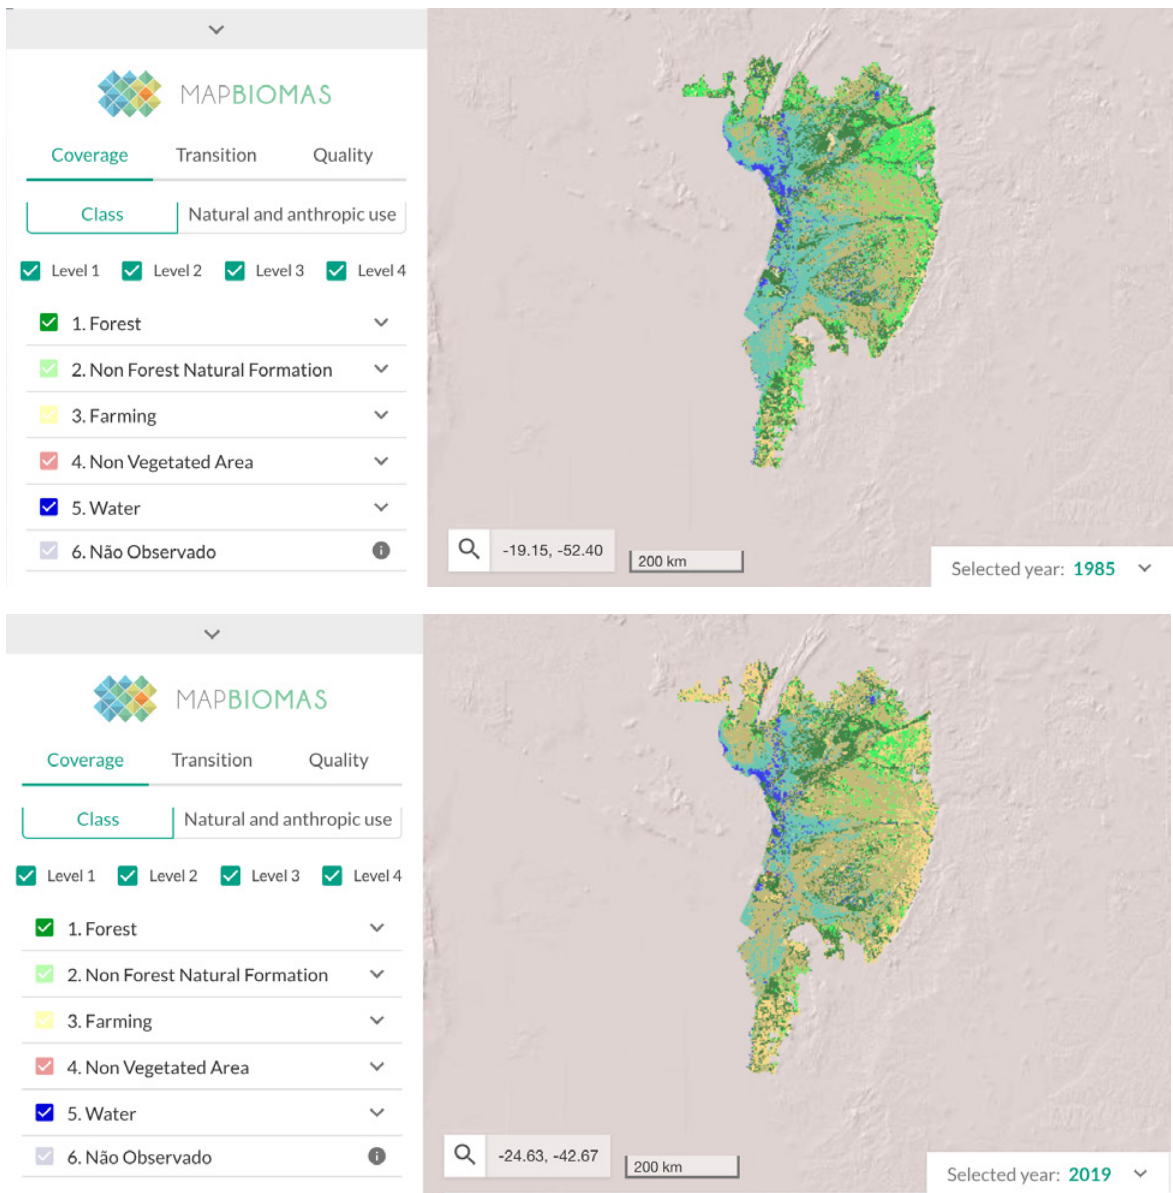 MAPBIOMAS
Coverage Transition Quality
Class Natural and anthropic use
Level 1 Level 2 Level 3 Level 4
1. Forest
2. Non Forest Natural Formation
3. Farming
4. Non Vegetated Area
5. Water
6. Não Observado
-19.15, -52.40
200 km
Selected year: 1985
MAPBIOMAS
Coverage Transition Quality
Class Natural and anthropic use
Level 1 Level 2 Level 3 Level 4
1. Forest
2. Non Forest Natural Formation
3. Farming
4. Non Vegetated Area
5. Water
6. Não Observado
-24.63, -42.67
200 km
Selected year: 2019